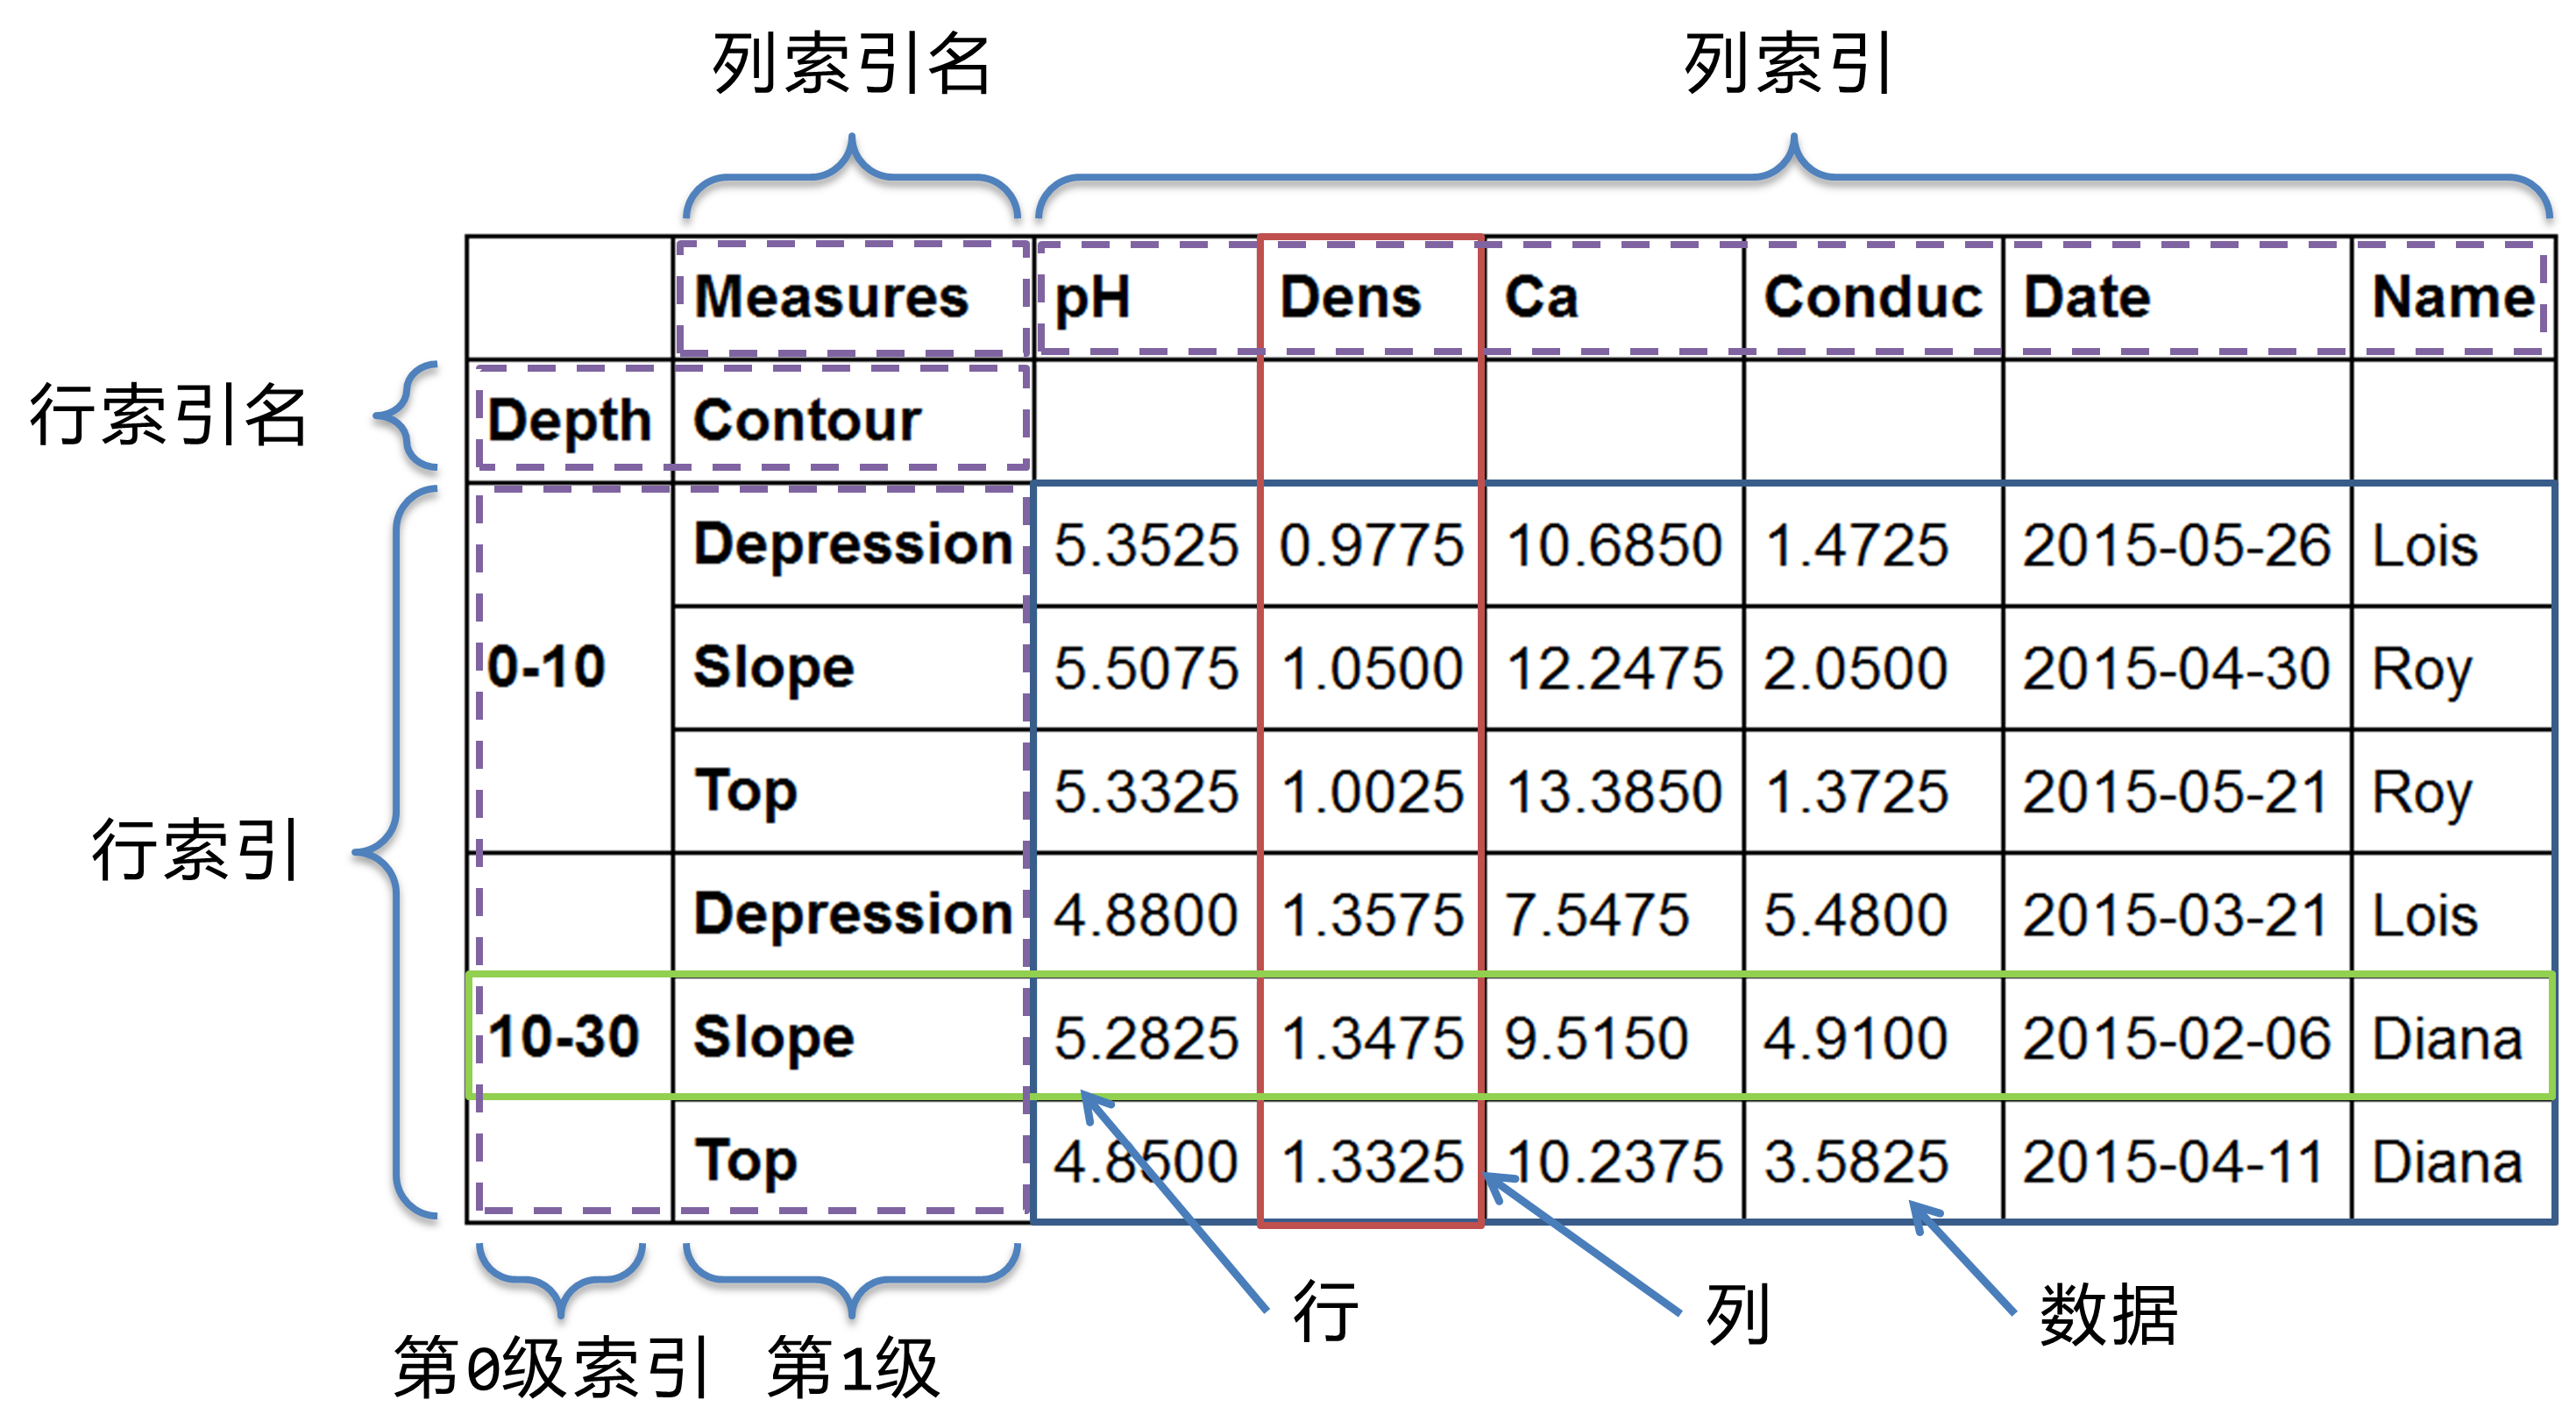 列索引名 列索引
Measures pH Dens Ca Conduc Date Name
行索引名 Depth Contour
Depression 5.3525 0.9775 10.6850 1.4725 2015-05-26 Lois
0-10 Slope 5.5075 1.0500 12.2475 2.0500 2015-04-30 Roy
行索引 Top 5.3325 1.0025 13.3850 1.3725 2015-05-21 Roy
Depression 4.8800 1.3575 7.5475 5.4800 2015-03-21 Lois
10-30 Slope 5.2825 1.3475 9.5150 4.9100 2015-02-06 Diana
Top 4.8500 1.3325 10.2375 3.5825 2015-04-11 Diana
行 列 数据
第0级索引 第1级